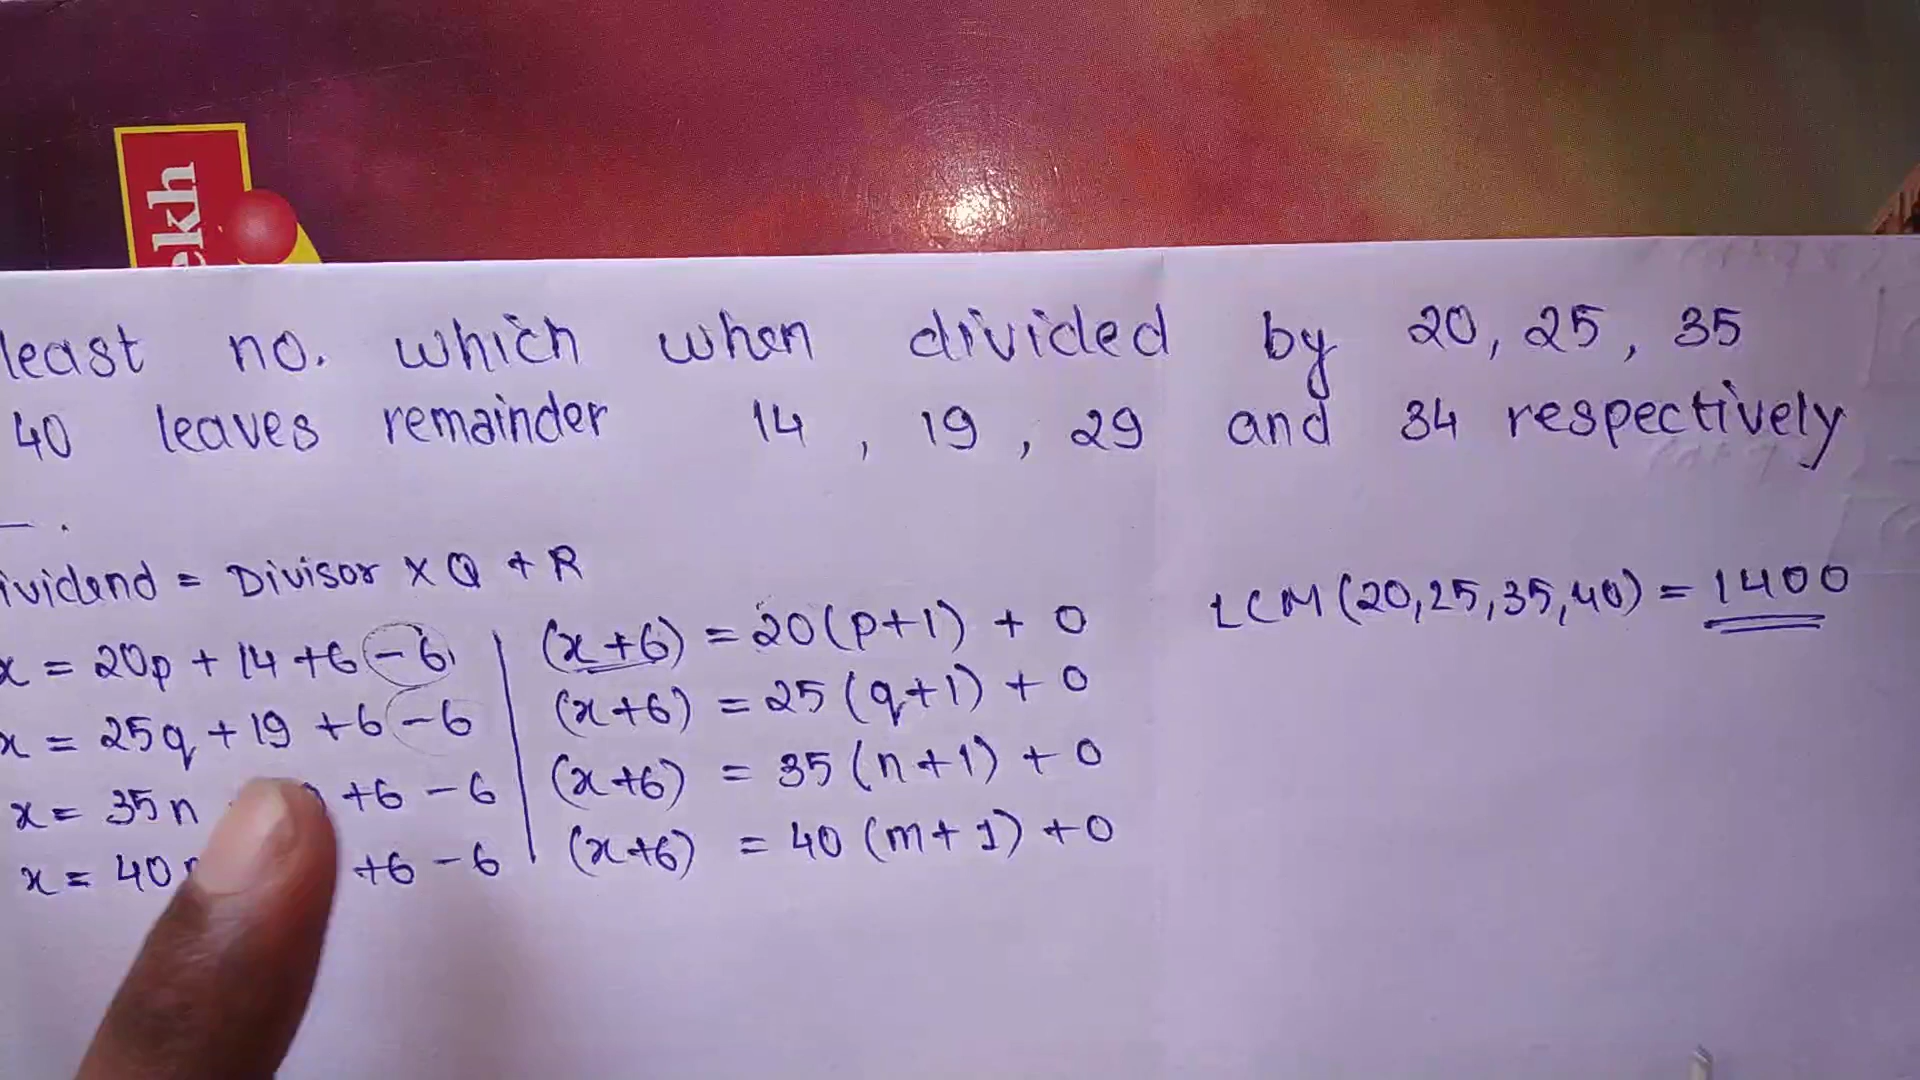 ekh
least no. which when divided by 20, 25, 35
40 leaves remainder 14, 19, 29 and 34 respectively
ividend = Divisor × Q + R
x = 20p + 14 + 6 - 6
x = 25q + 19 + 6 - 6
x = 35n +6 - 6
x = 40 +6 - 6
(x+6) = 20(p+1) + 0
(x+6) = 25(q+1) + 0
(x+6) = 35(n+1) + 0
(x+6) = 40(m+1) + 0
LCM(20,25,35,40) = 1400